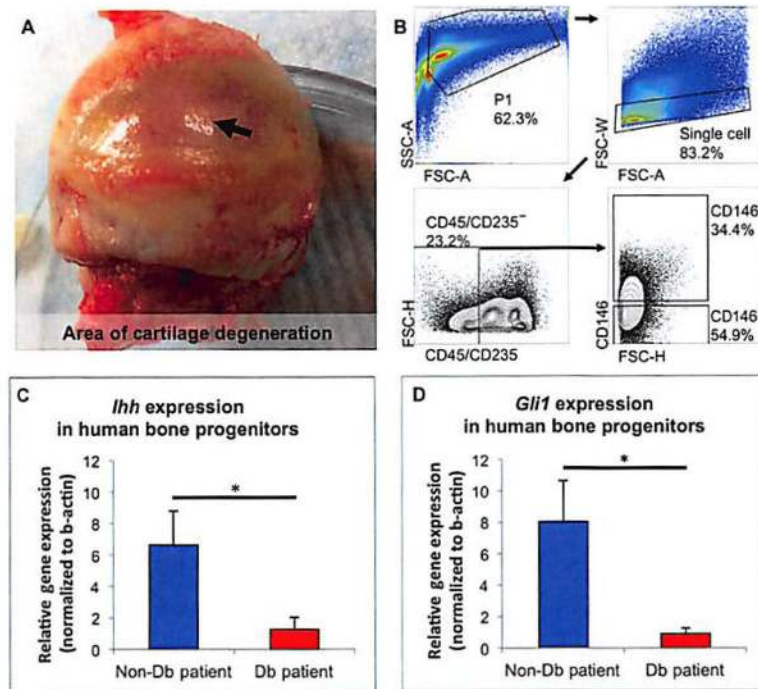 A
Area of cartilage degeneration
B
SSC-A
P1
62.3%
FSC-A
FSC-W
Single cell
83.2%
FSC-A
CD45/CD235⁻
23.2%
FSC-H
CD45/CD235
CD146
34.4%
CD146
CD146
54.9%
FSC-H
C
Ihh expression
in human bone progenitors
Relative gene expression
(normalized to b-actin)
12
10
8
6
4
2
0
*
Non-Db patient
Db patient
D
Gli1 expression
in human bone progenitors
Relative gene expression
(normalized to b-actin)
12
10
8
6
4
2
0
*
Non-Db patient
Db patient